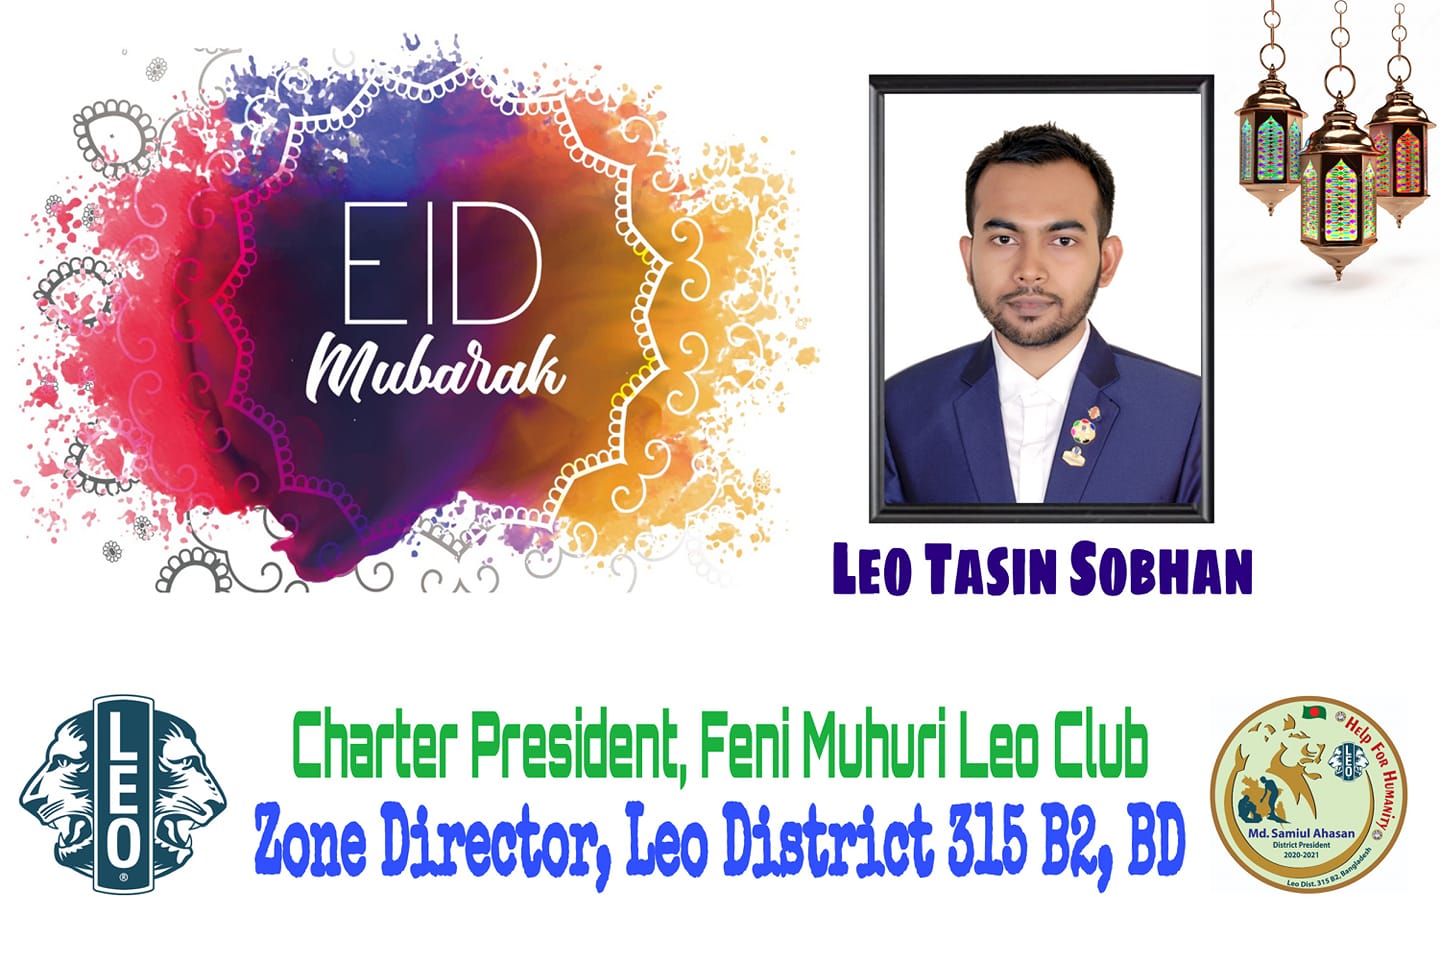 EID
Mubarak
LEO TASIN SOBHAN
LEO
®
Charter President, Feni Muhuri Leo Club
Zone Director, Leo District 315 B2, BD
HELP FOR HUMANITY
LEO
Md. Samiul Ahasan
District President
2020-2021
Leo Dist. 315 B2, Bangladesh